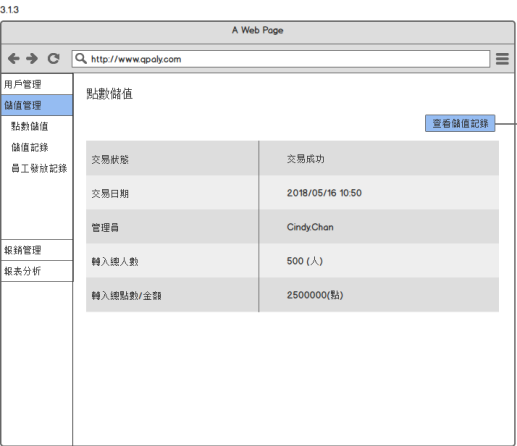 3.1.3
A Web Page
http://www.qpoly.com
用戶管理
儲值管理
點數儲值
儲值記錄
員工發放記錄
報銷管理
報表分析
點數儲值
查看儲值記錄
交易狀態 交易成功
交易日期 2018/05/16 10:50
管理員 Cindy.Chan
轉入總人數 500 (人)
轉入總點數/金額 2500000(點)